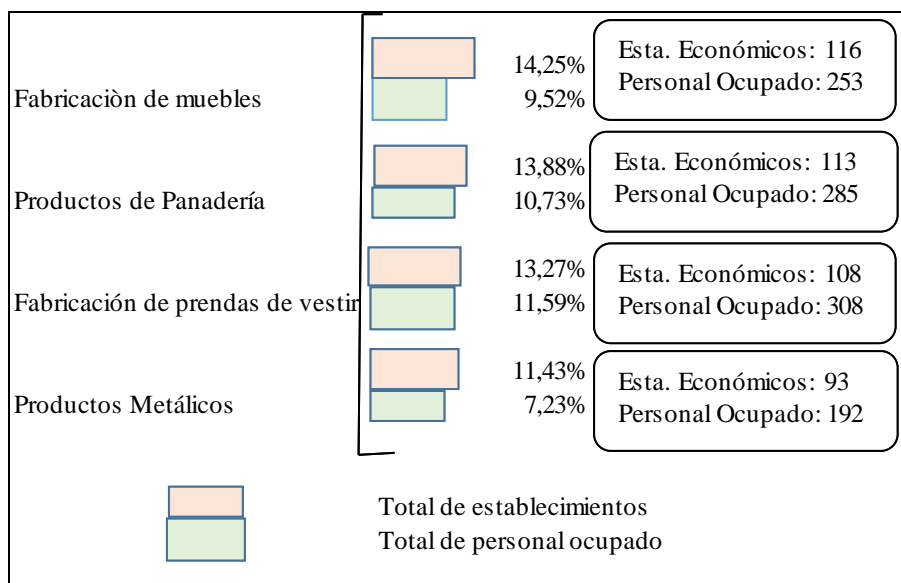 14,25%
9,52%
Fabricaciòn de muebles
Esta. Económicos: 116
Personal Ocupado: 253
13,88%
10,73%
Productos de Panadería
Esta. Económicos: 113
Personal Ocupado: 285
13,27%
11,59%
Fabricación de prendas de vestir
Esta. Económicos: 108
Personal Ocupado: 308
11,43%
7,23%
Productos Metálicos
Esta. Económicos: 93
Personal Ocupado: 192
Total de establecimientos
Total de personal ocupado